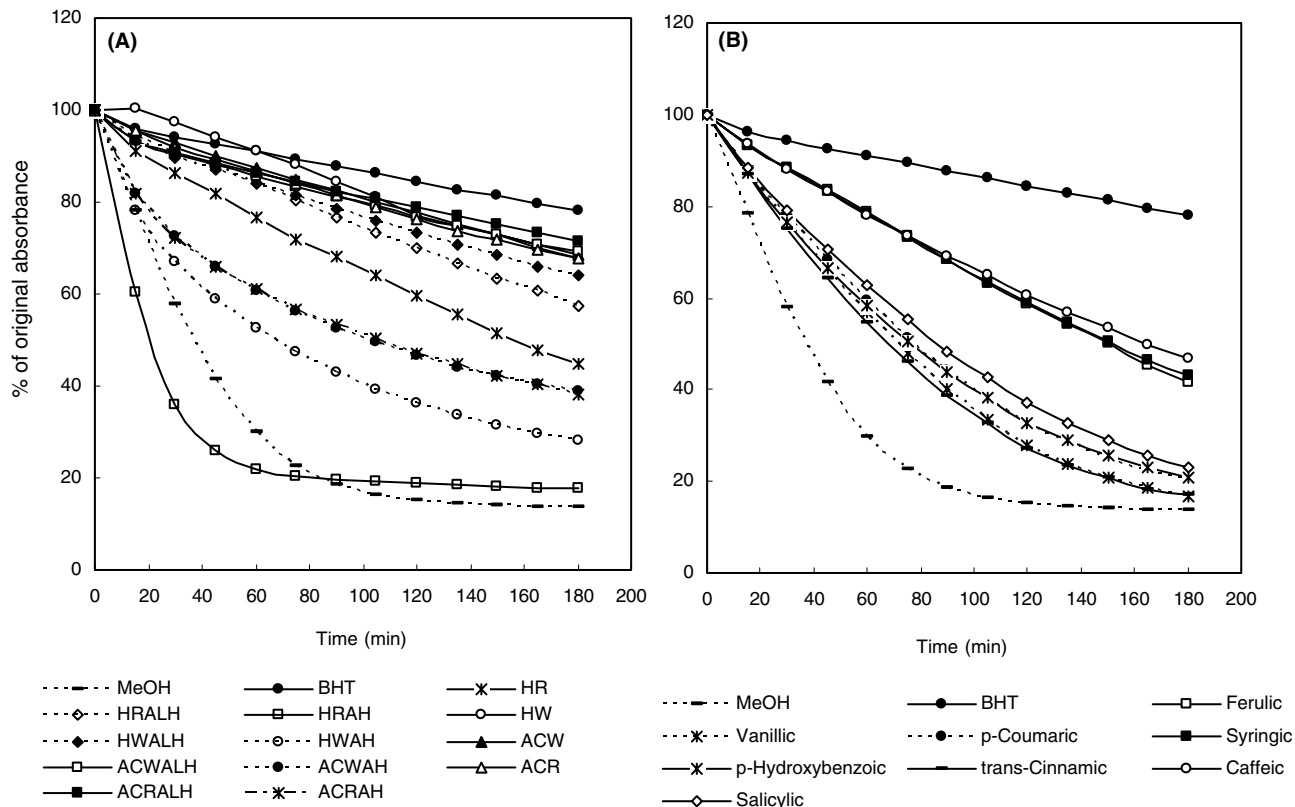 (A)
% of original absorbance
120
100
80
60
40
20
0
0 20 40 60 80 100 120 140 160 180 200
Time (min)
MeOH BHT HR
HRALH HRAH HW
HWALH HWAH ACW
ACWALH ACWAH ACR
ACRALH ACRAH
(B)
120
100
80
60
40
20
0
0 20 40 60 80 100 120 140 160 180 200
Time (min)
MeOH BHT Ferulic
Vanillic p-Coumaric Syringic
p-Hydroxybenzoic trans-Cinnamic Caffeic
Salicylic